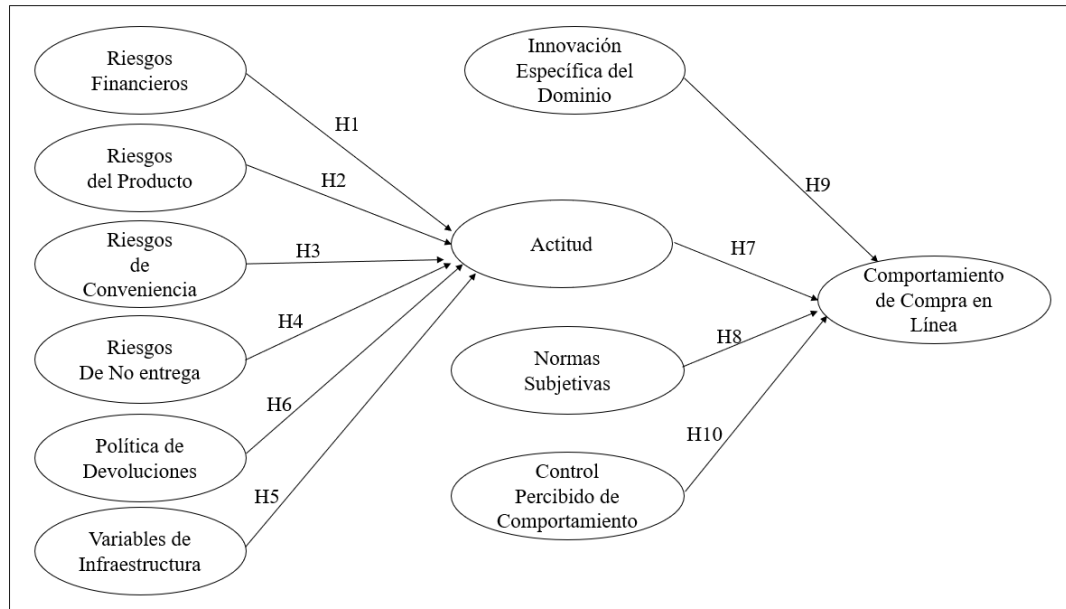 Riesgos
Financieros
H1
Riesgos
del Producto
H2
Riesgos
de
Conveniencia
H3
Riesgos
De No entrega
H4
Política de
Devoluciones
H6
Variables de
Infraestructura
H5
Innovación
Específica del
Dominio
H9
Actitud
H7
Normas
Subjetivas
H8
Control
Percibido de
Comportamiento
H10
Comportamiento
de Compra en
Línea